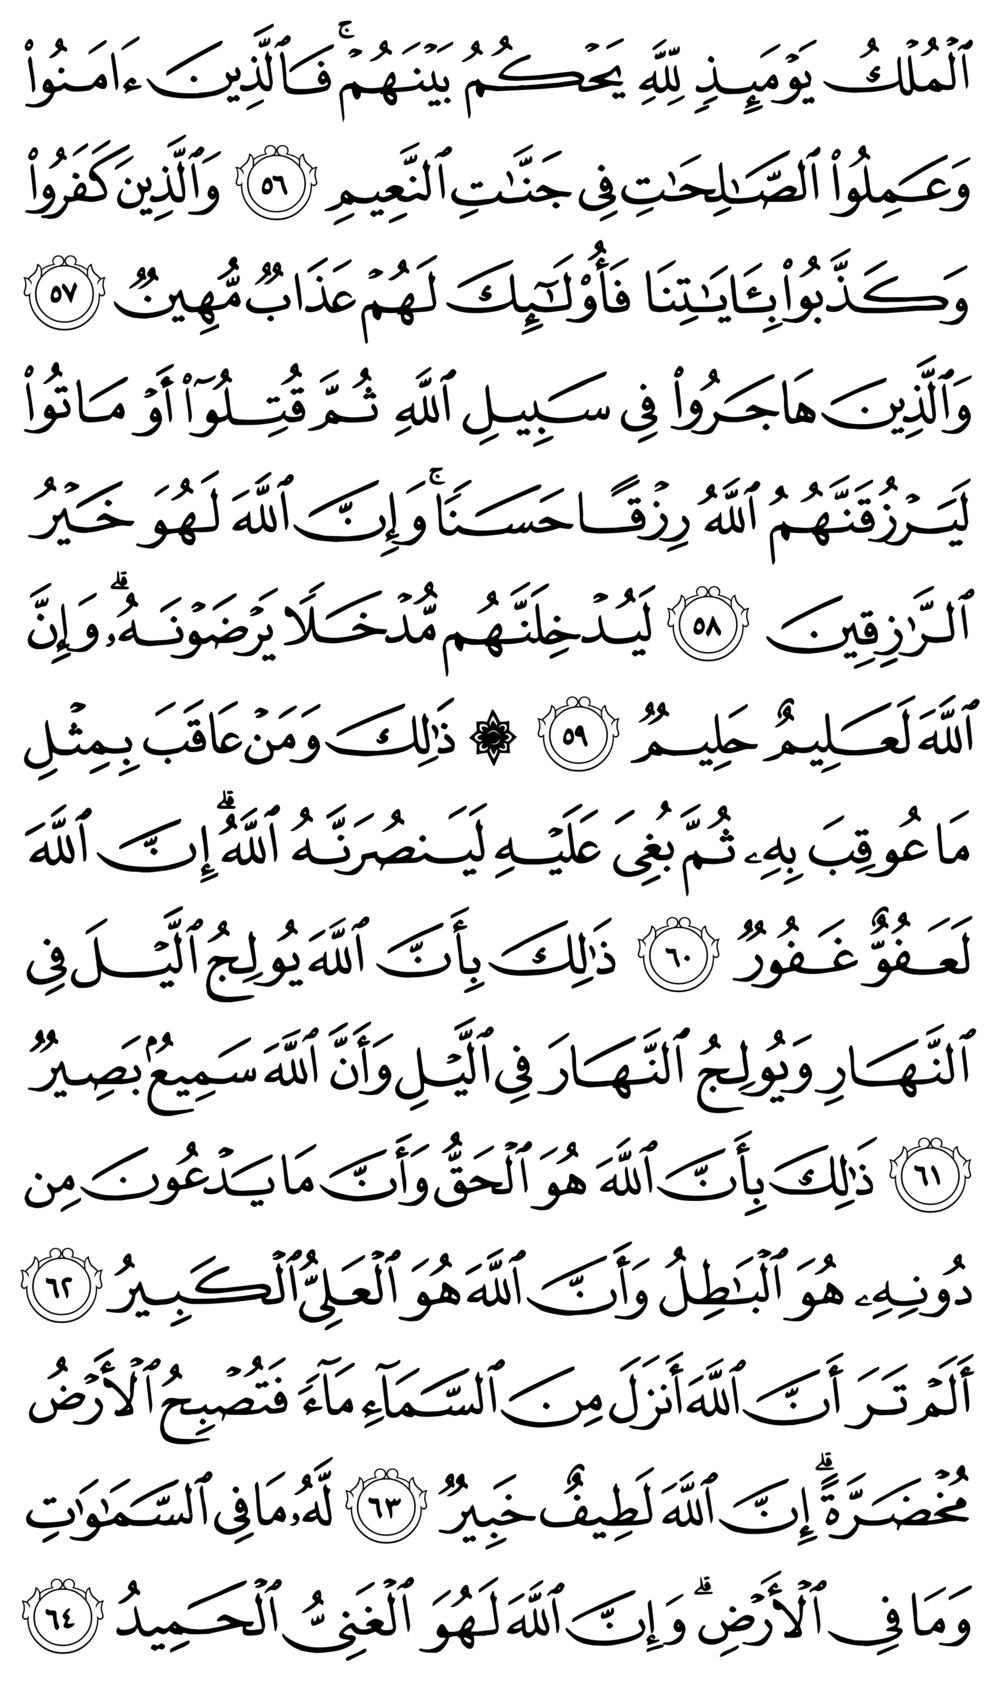 ٱلْمُلْكُ يَوْمَئِذٍ لِّلَّهِ يَحْكُمُ بَيْنَهُمْ ۚ فَٱلَّذِينَ ءَامَنُوا۟
وَعَمِلُوا۟ ٱلصَّـٰلِحَـٰتِ فِى جَنَّـٰتِ ٱلنَّعِيمِ ٥٦ وَٱلَّذِينَ كَفَرُوا۟
وَكَذَّبُوا۟ بِـَٔايَـٰتِنَا فَأُو۟لَـٰٓئِكَ لَهُمْ عَذَابٌ مُّهِينٌ ٥٧
وَٱلَّذِينَ هَاجَرُوا۟ فِى سَبِيلِ ٱللَّهِ ثُمَّ قُتِلُوٓا۟ أَوْ مَاتُوا۟
لَيَرْزُقَنَّهُمُ ٱللَّهُ رِزْقًا حَسَنًا ۚ وَإِنَّ ٱللَّهَ لَهُوَ خَيْرُ
ٱلرَّٰزِقِينَ ٥٨ لَيُدْخِلَنَّهُم مُّدْخَلًا يَرْضَوْنَهُۥ ۗ وَإِنَّ
ٱللَّهَ لَعَلِيمٌ حَلِيمٌ ٥٩ ۞ ذَٰلِكَ وَمَنْ عَاقَبَ بِمِثْلِ
مَا عُوقِبَ بِهِۦ ثُمَّ بُغِىَ عَلَيْهِ لَيَنصُرَنَّهُ ٱللَّهُ ۗ إِنَّ ٱللَّهَ
لَعَفُوٌّ غَفُورٌ ٦٠ ذَٰلِكَ بِأَنَّ ٱللَّهَ يُولِجُ ٱلَّيْلَ فِى
ٱلنَّهَارِ وَيُولِجُ ٱلنَّهَارَ فِى ٱلَّيْلِ وَأَنَّ ٱللَّهَ سَمِيعٌۢ بَصِيرٌ
٦١ ذَٰلِكَ بِأَنَّ ٱللَّهَ هُوَ ٱلْحَقُّ وَأَنَّ مَا يَدْعُونَ مِن
دُونِهِۦ هُوَ ٱلْبَـٰطِلُ وَأَنَّ ٱللَّهَ هُوَ ٱلْعَلِىُّ ٱلْكَبِيرُ ٦٢
أَلَمْ تَرَ أَنَّ ٱللَّهَ أَنزَلَ مِنَ ٱلسَّمَآءِ مَآءً فَتُصْبِحُ ٱلْأَرْضُ
مُخْضَرَّةً ۗ إِنَّ ٱللَّهَ لَطِيفٌ خَبِيرٌ ٦٣ لَّهُۥ مَا فِى ٱلسَّمَـٰوَٰتِ
وَمَا فِى ٱلْأَرْضِ ۗ وَإِنَّ ٱللَّهَ لَهُوَ ٱلْغَنِىُّ ٱلْحَمِيدُ ٦٤